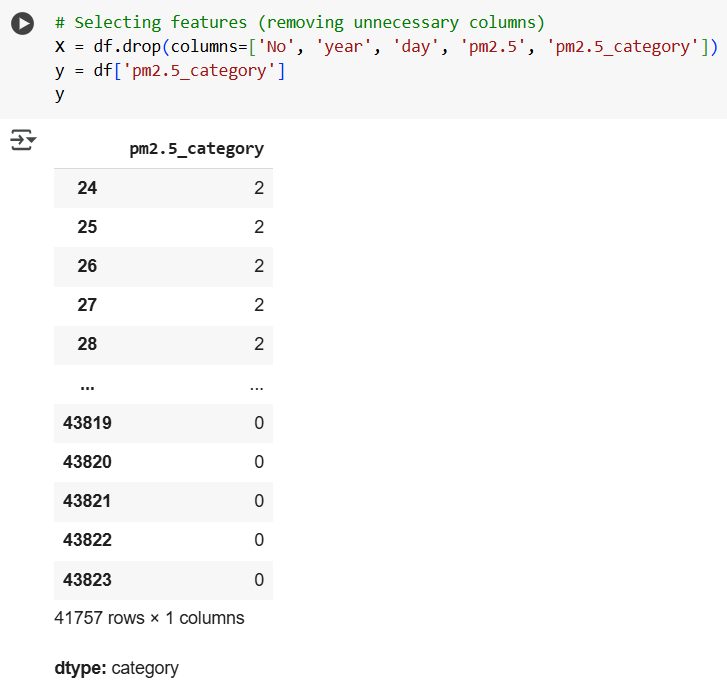 # Selecting features (removing unnecessary columns)
X = df.drop(columns=['No', 'year', 'day', 'pm2.5', 'pm2.5_category'])
y = df['pm2.5_category']
y
pm2.5_category
24 2
25 2
26 2
27 2
28 2
... ...
43819 0
43820 0
43821 0
43822 0
43823 0
41757 rows × 1 columns
dtype: category